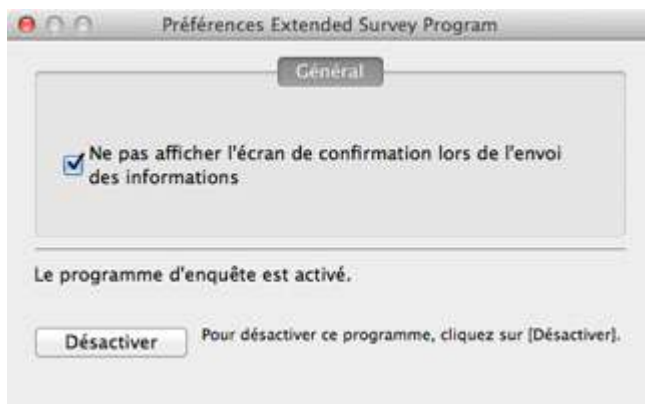 Préférences Extended Survey Program
Général
Ne pas afficher l'écran de confirmation lors de l'envoi
des informations
Le programme d'enquête est activé.
Désactiver
Pour désactiver ce programme, cliquez sur [Désactiver].